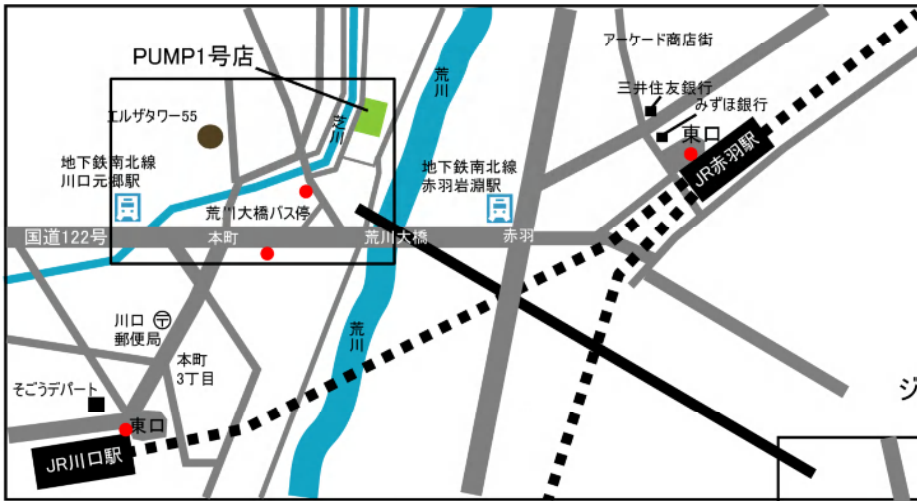 アーケード商店街
PUMP1号店
荒川
三井住友銀行
みずほ銀行
エルザタワー55
芝川
東口
JR赤羽駅
地下鉄南北線
川口元郷駅
地下鉄南北線
赤羽岩淵駅
荒川大橋バス停
国道122号
本町
荒川大橋
赤羽
川口
郵便局
荒川
本町
3丁目
そごうデパート
東口
JR川口駅
ジ